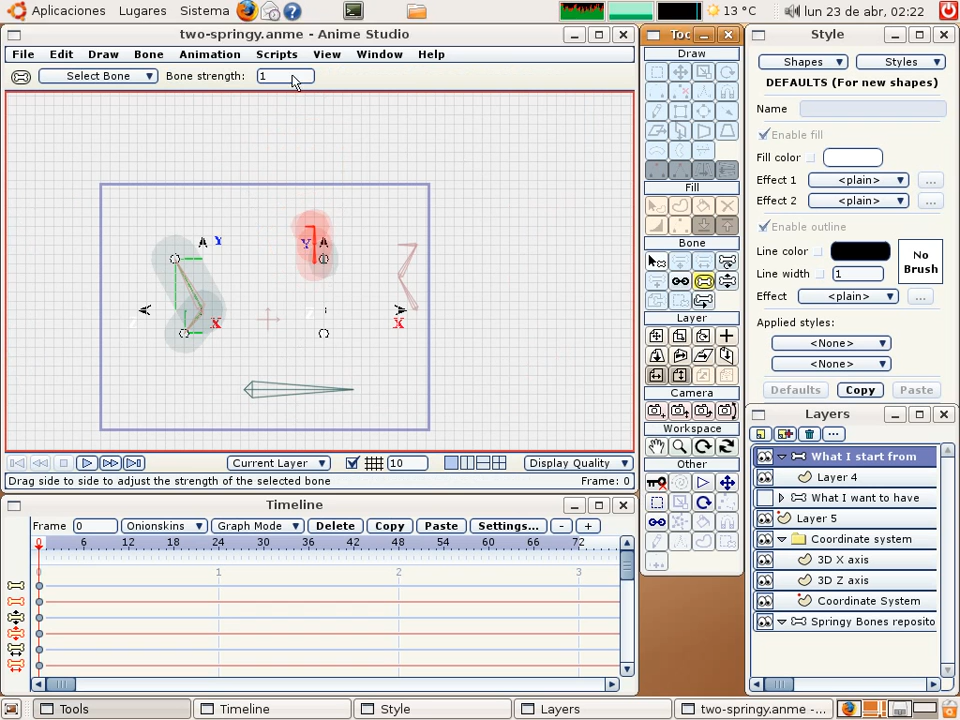 Aplicaciones Lugares Sistema
13 °C
lun 23 de abr, 02:22
two-springy.anme - Anime Studio
File Edit Draw Bone Animation Scripts View Window Help
Select Bone
Bone strength: 1
A Y
Y A
X
X
Current Layer
10
Display Quality
Drag side to side to adjust the strength of the selected bone
Frame: 0
Timeline
Frame 0
Onionskins
Graph Mode
Delete
Copy
Paste
Settings...
-
+
0 6 12 18 24 30 36 42 48 54 60 66 72
0 1 2 3
Too
Draw
Fill
Bone
Layer
Camera
Workspace
Other
Style
Shapes
Styles
DEFAULTS (For new shapes)
Name
Enable fill
Fill color
Effect 1 <plain> ...
Effect 2 <plain> ...
Enable outline
Line color
No
Brush
Line width 1
Effect <plain>
Applied styles:
<None>
<None>
Defaults Copy Paste
Layers
What I start from
Layer 4
What I want to have
Layer 5
Coordinate system
3D X axis
3D Z axis
Coordinate System
Springy Bones reposito
Tools
Timeline
Style
Layers
two-springy.anme -...